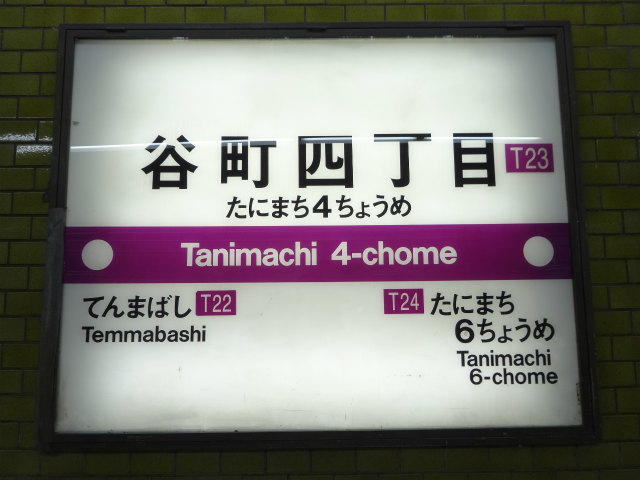 谷町四丁目 T23
たにまち4ちょうめ
Tanimachi 4-chome
てんまばし T22
Temmabashi
T24 たにまち
6ちょうめ
Tanimachi
6-chome